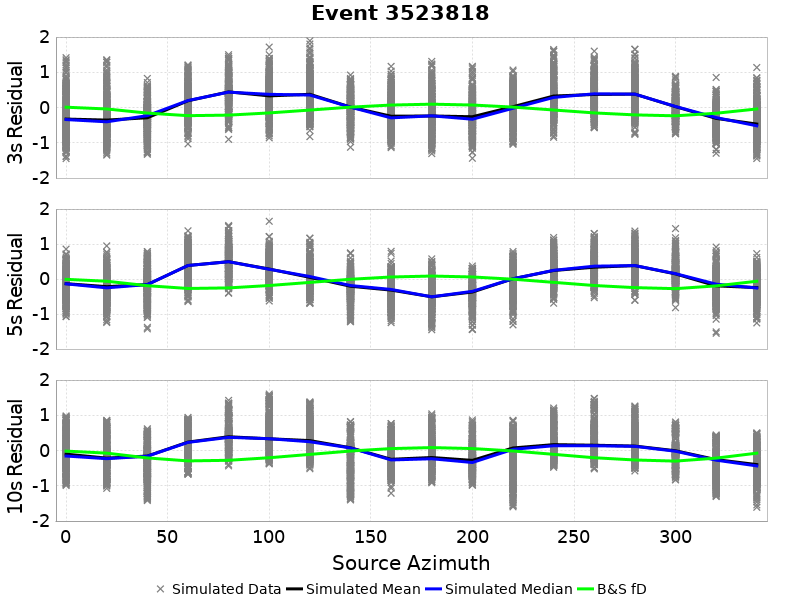 Event 3523818
3s Residual
2
1
0
-1
-2
5s Residual
2
1
0
-1
-2
10s Residual
2
1
0
-1
-2
0 50 100 150 200 250 300
Source Azimuth
Simulated Data Simulated Mean Simulated Median B&S fD